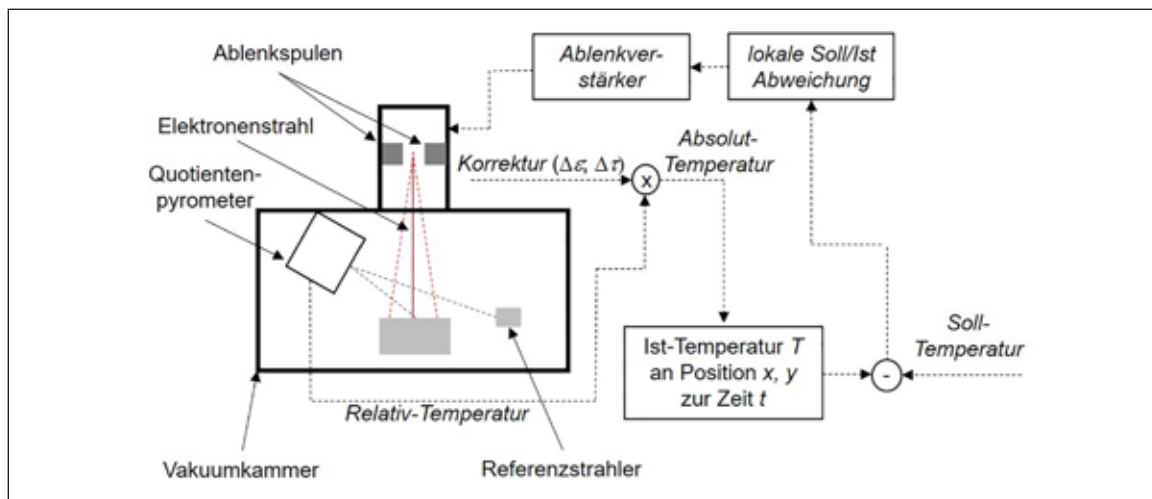 Ablenkspulen
Elektronenstrahl
Quotienten-
pyrometer
Ablenkver-
stärker
lokale Soll/Ist
Abweichung
Korrektur (Δε; Δτ)
x
Absolut-
Temperatur
Ist-Temperatur T
an Position x, y
zur Zeit t
-
Soll-
Temperatur
Relativ-Temperatur
Vakuumkammer
Referenzstrahler